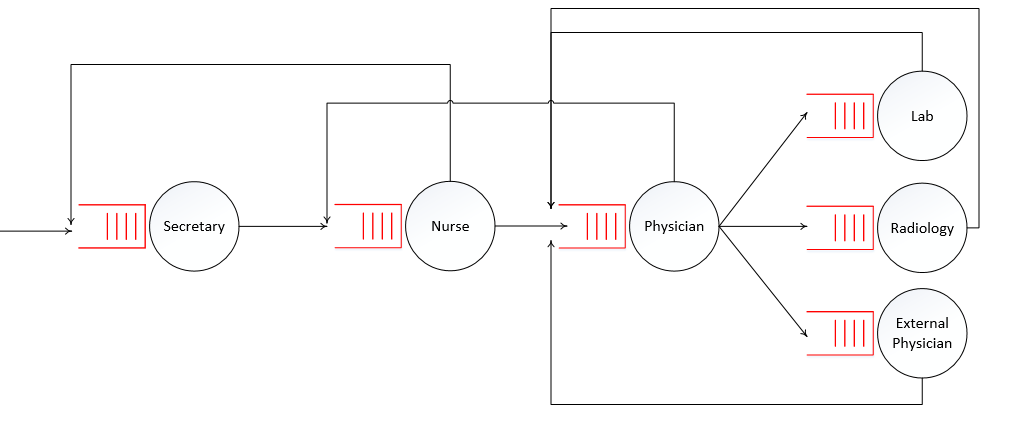 Secretary
Nurse
Physician
Lab
Radiology
External
Physician